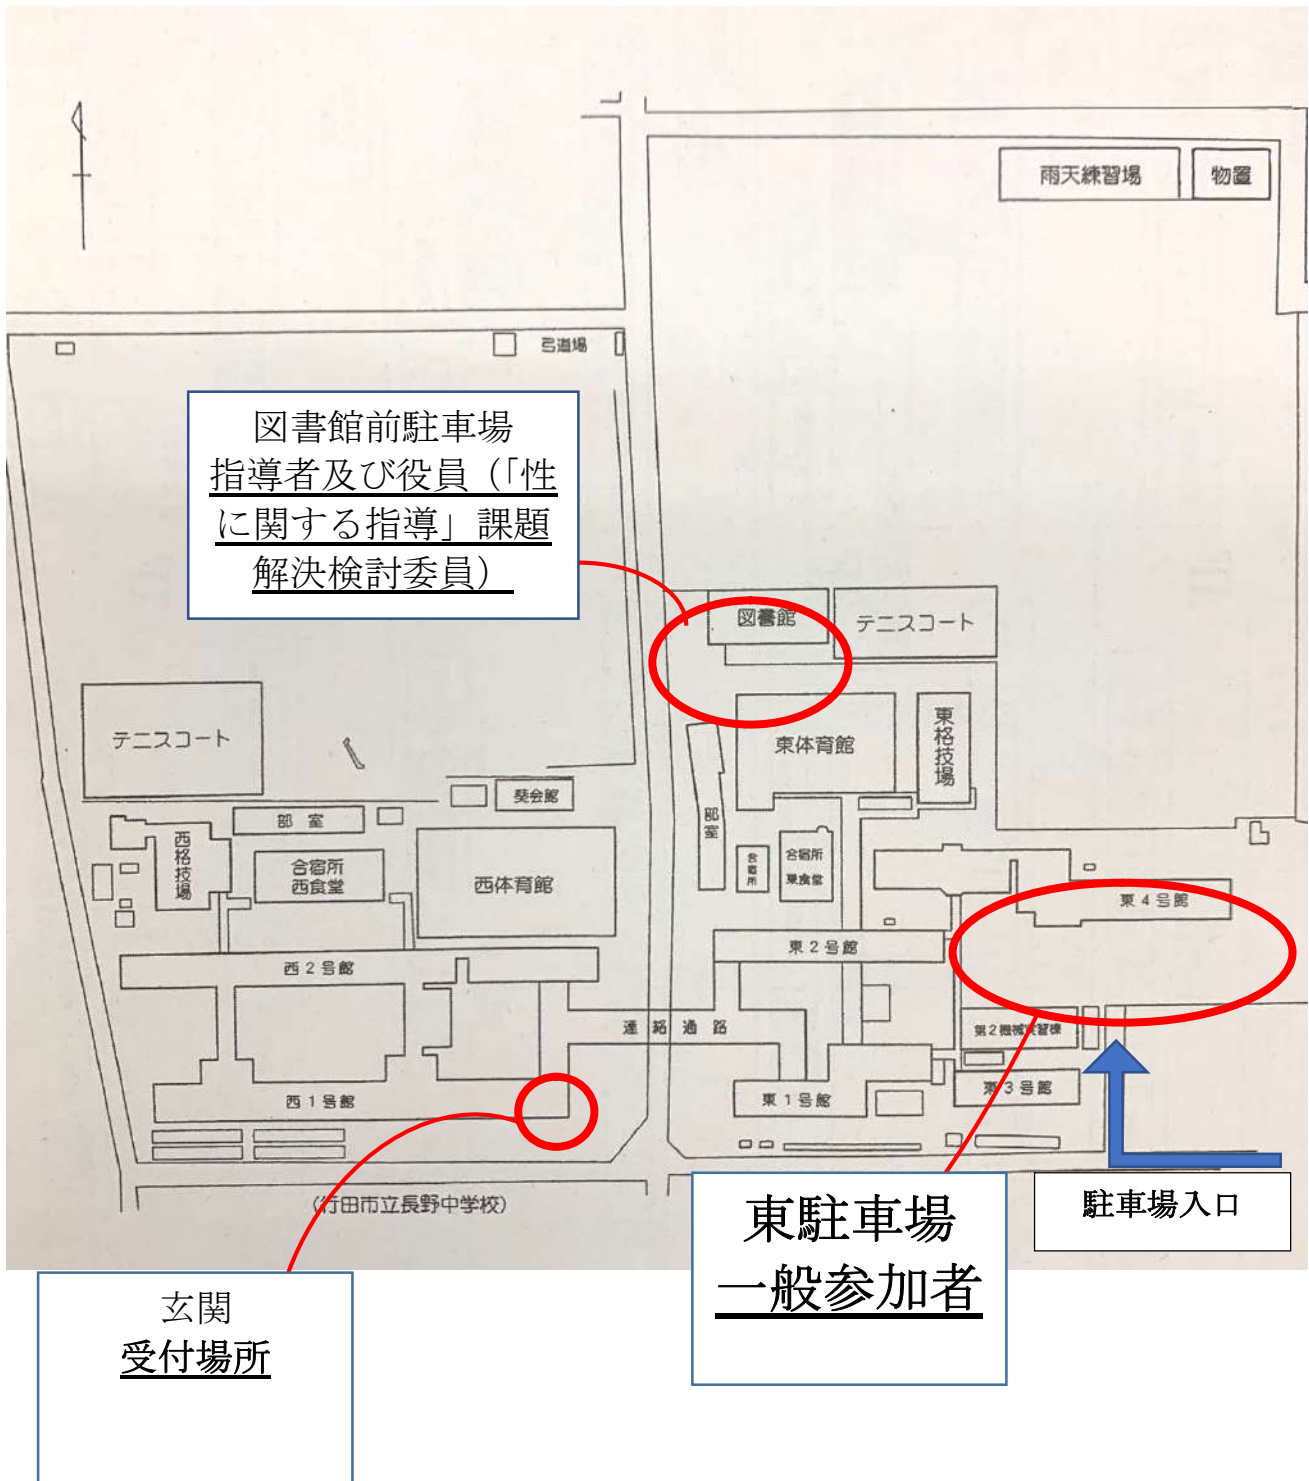 雨天練習場
物置
弓道場
図書館前駐車場
指導者及び役員（「性
に関する指導」課題
解決検討委員）
図書館
テニスコート
テニスコート
東体育館
東格技場
葵会館
部室
部室
西格技場
合宿所
西食堂
西体育館
合宿所
合宿所
東食堂
東４号館
西２号館
東２号館
連絡通路
第２機械実習棟
西１号館
東１号館
東３号館
(行田市立長野中学校)
駐車場入口
東駐車場
一般参加者
玄関
受付場所